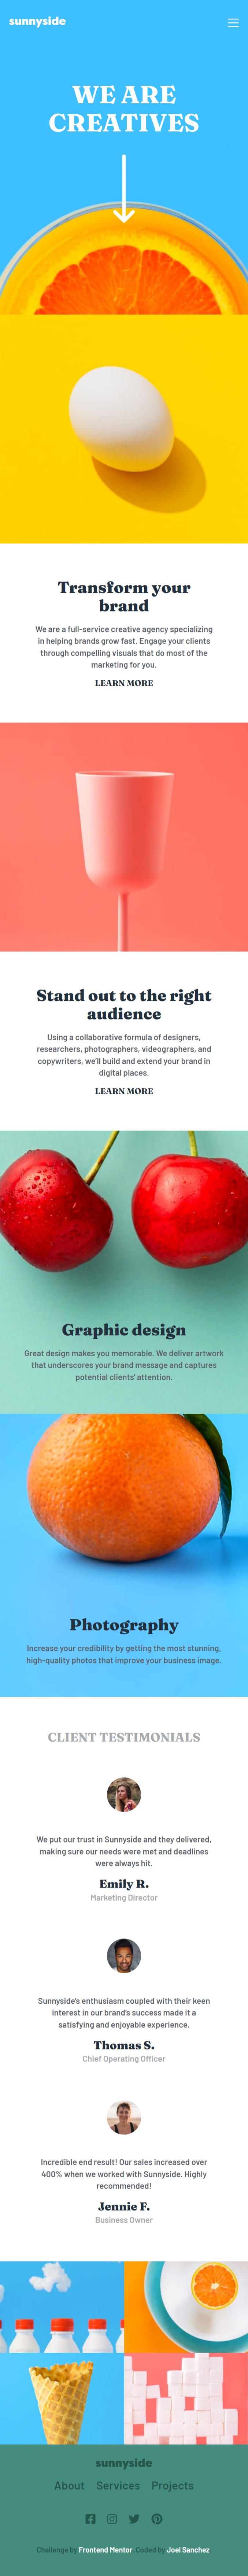 sunnyside
WE ARE
CREATIVES
Transform your
brand
We are a full-service creative agency specializing
in helping brands grow fast. Engage your clients
through compelling visuals that do most of the
marketing for you.
LEARN MORE
Stand out to the right
audience
Using a collaborative formula of designers,
researchers, photographers, videographers, and
copywriters, we'll build and extend your brand in
digital places.
LEARN MORE
Graphic design
Great design makes you memorable. We deliver artwork
that underscores your brand message and captures
potential clients' attention.
Photography
Increase your credibility by getting the most stunning,
high-quality photos that improve your business image.
CLIENT TESTIMONIALS
We put our trust in Sunnyside and they delivered,
making sure our needs were met and deadlines
were always hit.
Emily R.
Marketing Director
Sunnyside's enthusiasm coupled with their keen
interest in our brand's success made it a
satisfying and enjoyable experience.
Thomas S.
Chief Operating Officer
Incredible end result! Our sales increased over
400% when we worked with Sunnyside. Highly
recommended!
Jennie F.
Business Owner
sunnyside
About Services Projects
Challenge by Frontend Mentor. Coded by Joel Sanchez.